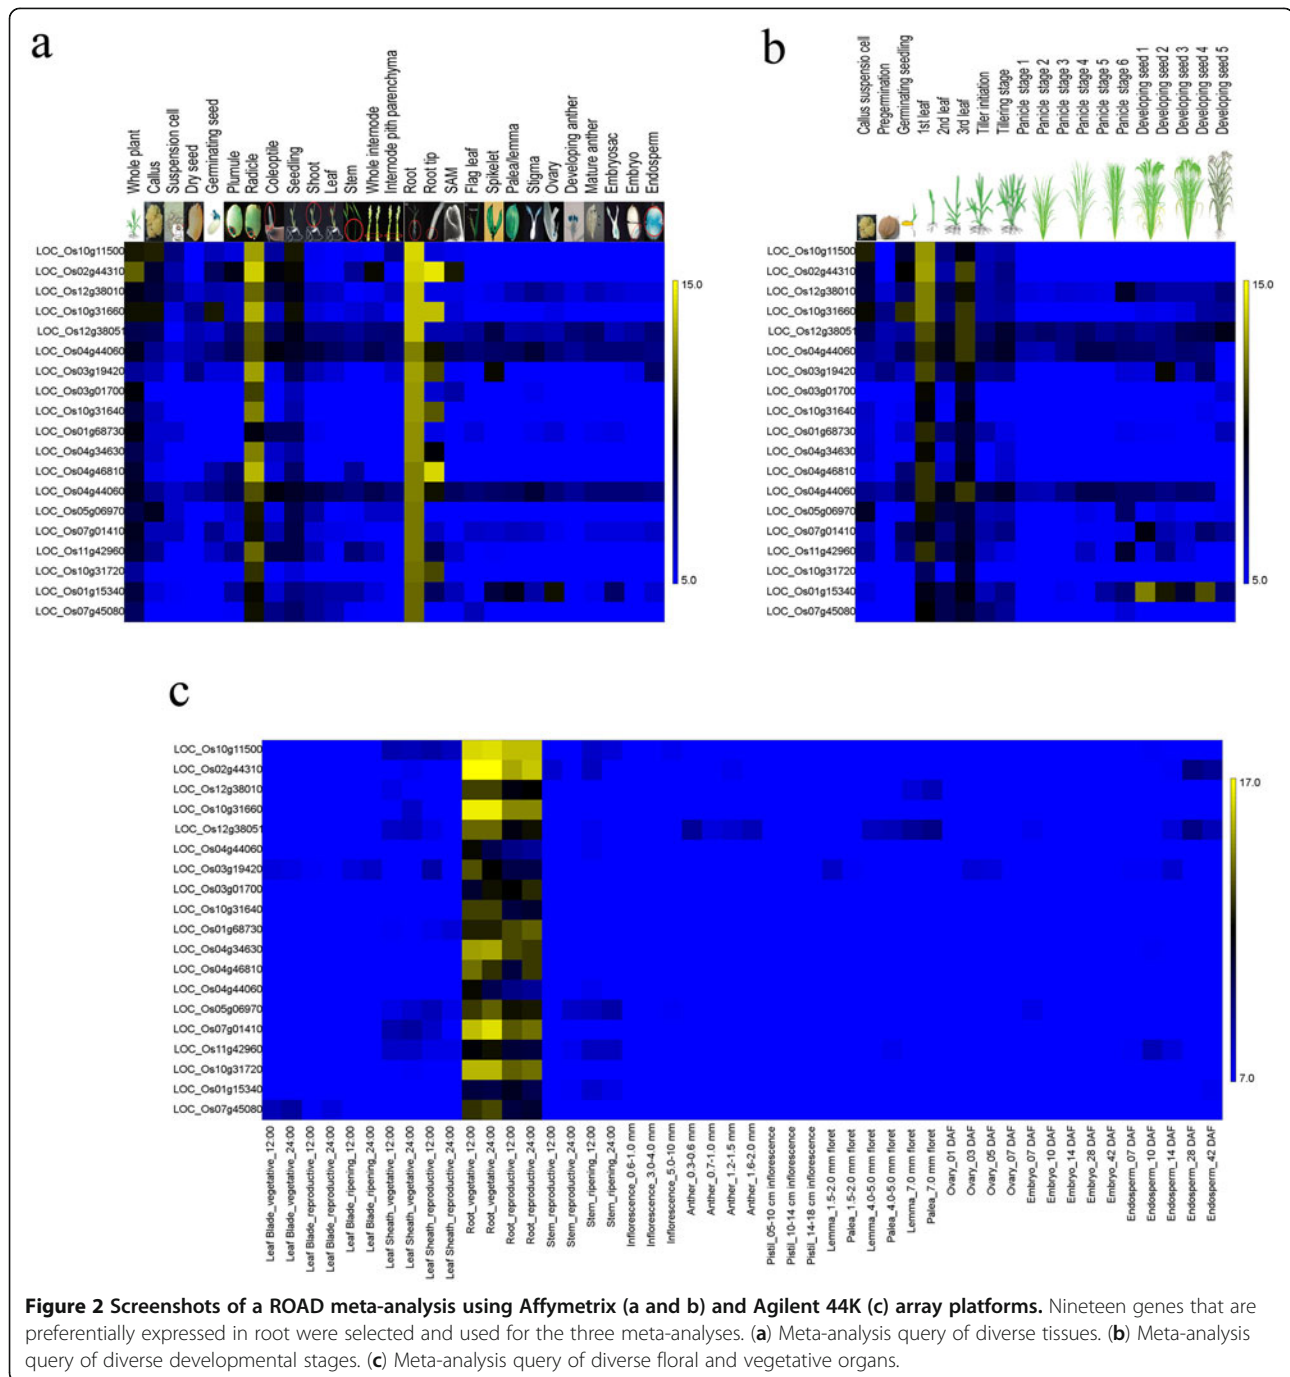 a
Whole plant
Callus
Suspension cell
Dry seed
Germinating seed
Plumule
Radicle
Coleoptile
Seedling
Shoot
Leaf
Stem
Whole internode
Internode pith parenchyma
Root
Root tip
SAM
Flag leaf
Spikelet
Palea/lemma
Stigma
Ovary
Developing anther
Mature anther
Embryosac
Embryo
Endosperm
LOC_Os10g11500
LOC_Os02g44310
LOC_Os12g38010
LOC_Os10g31660
LOC_Os12g38051
LOC_Os04g44060
LOC_Os03g19420
LOC_Os03g01700
LOC_Os10g31640
LOC_Os01g68730
LOC_Os04g34630
LOC_Os04g46810
LOC_Os04g44060
LOC_Os05g06970
LOC_Os07g01410
LOC_Os11g42960
LOC_Os10g31720
LOC_Os01g15340
LOC_Os07g45080
15.0
5.0
b
Callus suspensio cell
Pregermination
Germinating seedling
1st leaf
2nd leaf
3rd leaf
Tiller initiation
Tillering stage
Panicle stage 1
Panicle stage 2
Panicle stage 3
Panicle stage 4
Panicle stage 5
Panicle stage 6
Developing seed 1
Developing seed 2
Developing seed 3
Developing seed 4
Developing seed 5
LOC_Os10g11500
LOC_Os02g44310
LOC_Os12g38010
LOC_Os10g31660
LOC_Os12g38051
LOC_Os04g44060
LOC_Os03g19420
LOC_Os03g01700
LOC_Os10g31640
LOC_Os01g68730
LOC_Os04g34630
LOC_Os04g46810
LOC_Os04g44060
LOC_Os05g06970
LOC_Os07g01410
LOC_Os11g42960
LOC_Os10g31720
LOC_Os01g15340
LOC_Os07g45080
15.0
5.0
c
LOC_Os10g11500
LOC_Os02g44310
LOC_Os12g38010
LOC_Os10g31660
LOC_Os12g38051
LOC_Os04g44060
LOC_Os03g19420
LOC_Os03g01700
LOC_Os10g31640
LOC_Os01g68730
LOC_Os04g34630
LOC_Os04g46810
LOC_Os04g44060
LOC_Os05g06970
LOC_Os07g01410
LOC_Os11g42960
LOC_Os10g31720
LOC_Os01g15340
LOC_Os07g45080
17.0
7.0
Leaf Blade_vegetative_12:00
Leaf Blade_vegetative_24:00
Leaf Blade_reproductive_12:00
Leaf Blade_reproductive_24:00
Leaf Blade_ripening_12:00
Leaf Blade_ripening_24:00
Leaf Sheath_vegetative_12:00
Leaf Sheath_vegetative_24:00
Leaf Sheath_reproductive_12:00
Leaf Sheath_reproductive_24:00
Root_vegetative_12:00
Root_vegetative_24:00
Root_reproductive_12:00
Root_reproductive_24:00
Stem_reproductive_12:00
Stem_reproductive_24:00
Stem_ripening_12:00
Stem_ripening_24:00
Inflorescence_0.6-1.0 mm
Inflorescence_3.0-4.0 mm
Inflorescence_5.0-10 mm
Anther_0.3-0.6 mm
Anther_0.7-1.0 mm
Anther_1.2-1.5 mm
Anther_1.6-2.0 mm
Pistil_05-10 cm inflorescence
Pistil_10-14 cm inflorescence
Pistil_14-18 cm inflorescence
Lemma_1.5-2.0 mm floret
Palea_1.5-2.0 mm floret
Lemma_4.0-5.0 mm floret
Palea_4.0-5.0 mm floret
Lemma_7.0 mm floret
Palea_7.0 mm floret
Ovary_01 DAF
Ovary_03 DAF
Ovary_05 DAF
Ovary_07 DAF
Embryo_07 DAF
Embryo_10 DAF
Embryo_14 DAF
Embryo_28 DAF
Embryo_42 DAF
Endosperm_07 DAF
Endosperm_10 DAF
Endosperm_14 DAF
Endosperm_28 DAF
Endosperm_42 DAF
Figure 2 Screenshots of a ROAD meta-analysis using Affymetrix (a and b) and Agilent 44K (c) array platforms. Nineteen genes that are
preferentially expressed in root were selected and used for the three meta-analyses. (a) Meta-analysis query of diverse tissues. (b) Meta-analysis
query of diverse developmental stages. (c) Meta-analysis query of diverse floral and vegetative organs.